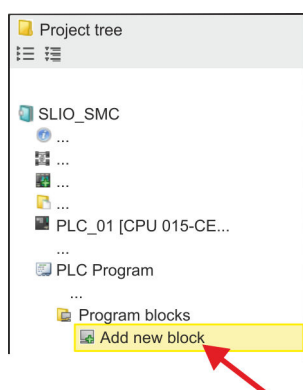 Project tree
SLIO_SMC
...
...
...
...
PLC_01 [CPU 015-CE...
...
PLC Program
...
Program blocks
Add new block